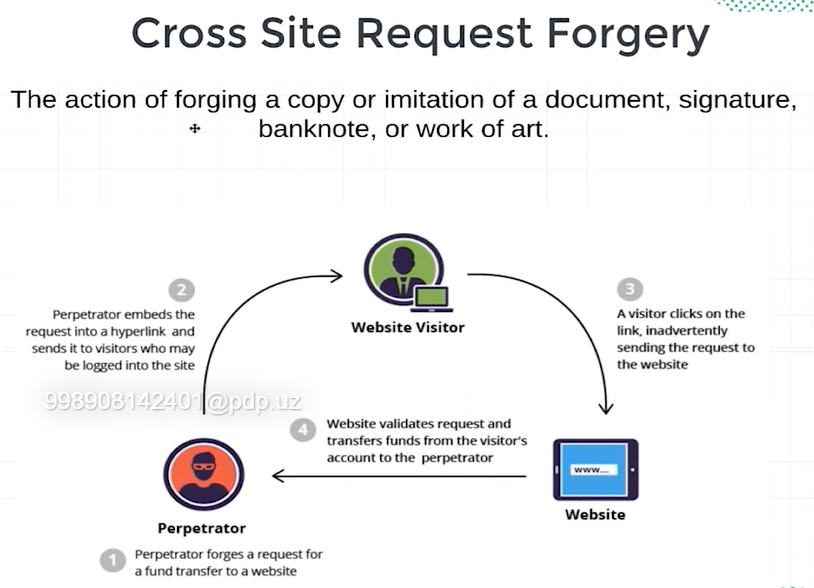 Cross Site Request Forgery
The action of forging a copy or imitation of a document, signature,
banknote, or work of art.
2
Perpetrator embeds the
request into a hyperlink and
sends it to visitors who may
be logged into the site
Website Visitor
3
A visitor clicks on the
link, inadvertently
sending the request to
the website
998908142401@pdp.uz
4
Website validates request and
transfers funds from the visitor's
account to the perpetrator
www...
Perpetrator
Website
1
Perpetrator forges a request for
a fund transfer to a website